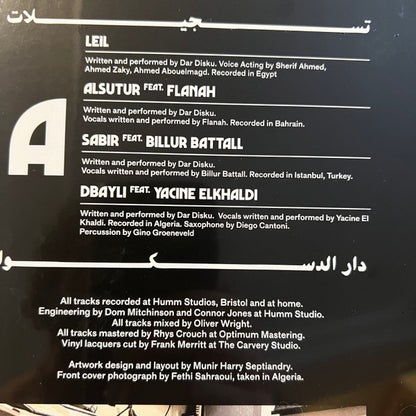 تسجيلات
LEIL
Written and performed by Dar Disku. Voice Acting by Sherif Ahmed,
Ahmed Zaky, Ahmed Abouelmagd. Recorded in Egypt
ALSUTUR FEAT. FLANAH
Written and performed by Dar Disku.
Vocals written and performed by Flanah. Recorded in Bahrain.
A
SABIR FEAT. BILLUR BATTALL
Written and performed by Dar Disku.
Vocals written and performed by Billur Battall. Recorded in Istanbul, Turkey.
DBAYLI FEAT. YACINE ELKHALDI
Written and performed by Dar Disku. Vocals written and performed by Yacine El
Khaldi. Recorded in Algeria. Saxophone by Diego Cantoni.
Percussion by Gino Groeneveld
دار الدسكو
All tracks recorded at Humm Studios, Bristol and at home.
Engineering by Dom Mitchinson and Connor Jones at Humm Studio.
All tracks mixed by Oliver Wright.
All tracks mastered by Rhys Crouch at Optimum Mastering.
Vinyl lacquers cut by Frank Merritt at The Carvery Studio.
Artwork design and layout by Munir Harry Septiandry.
Front cover photograph by Fethi Sahraoui, taken in Algeria.